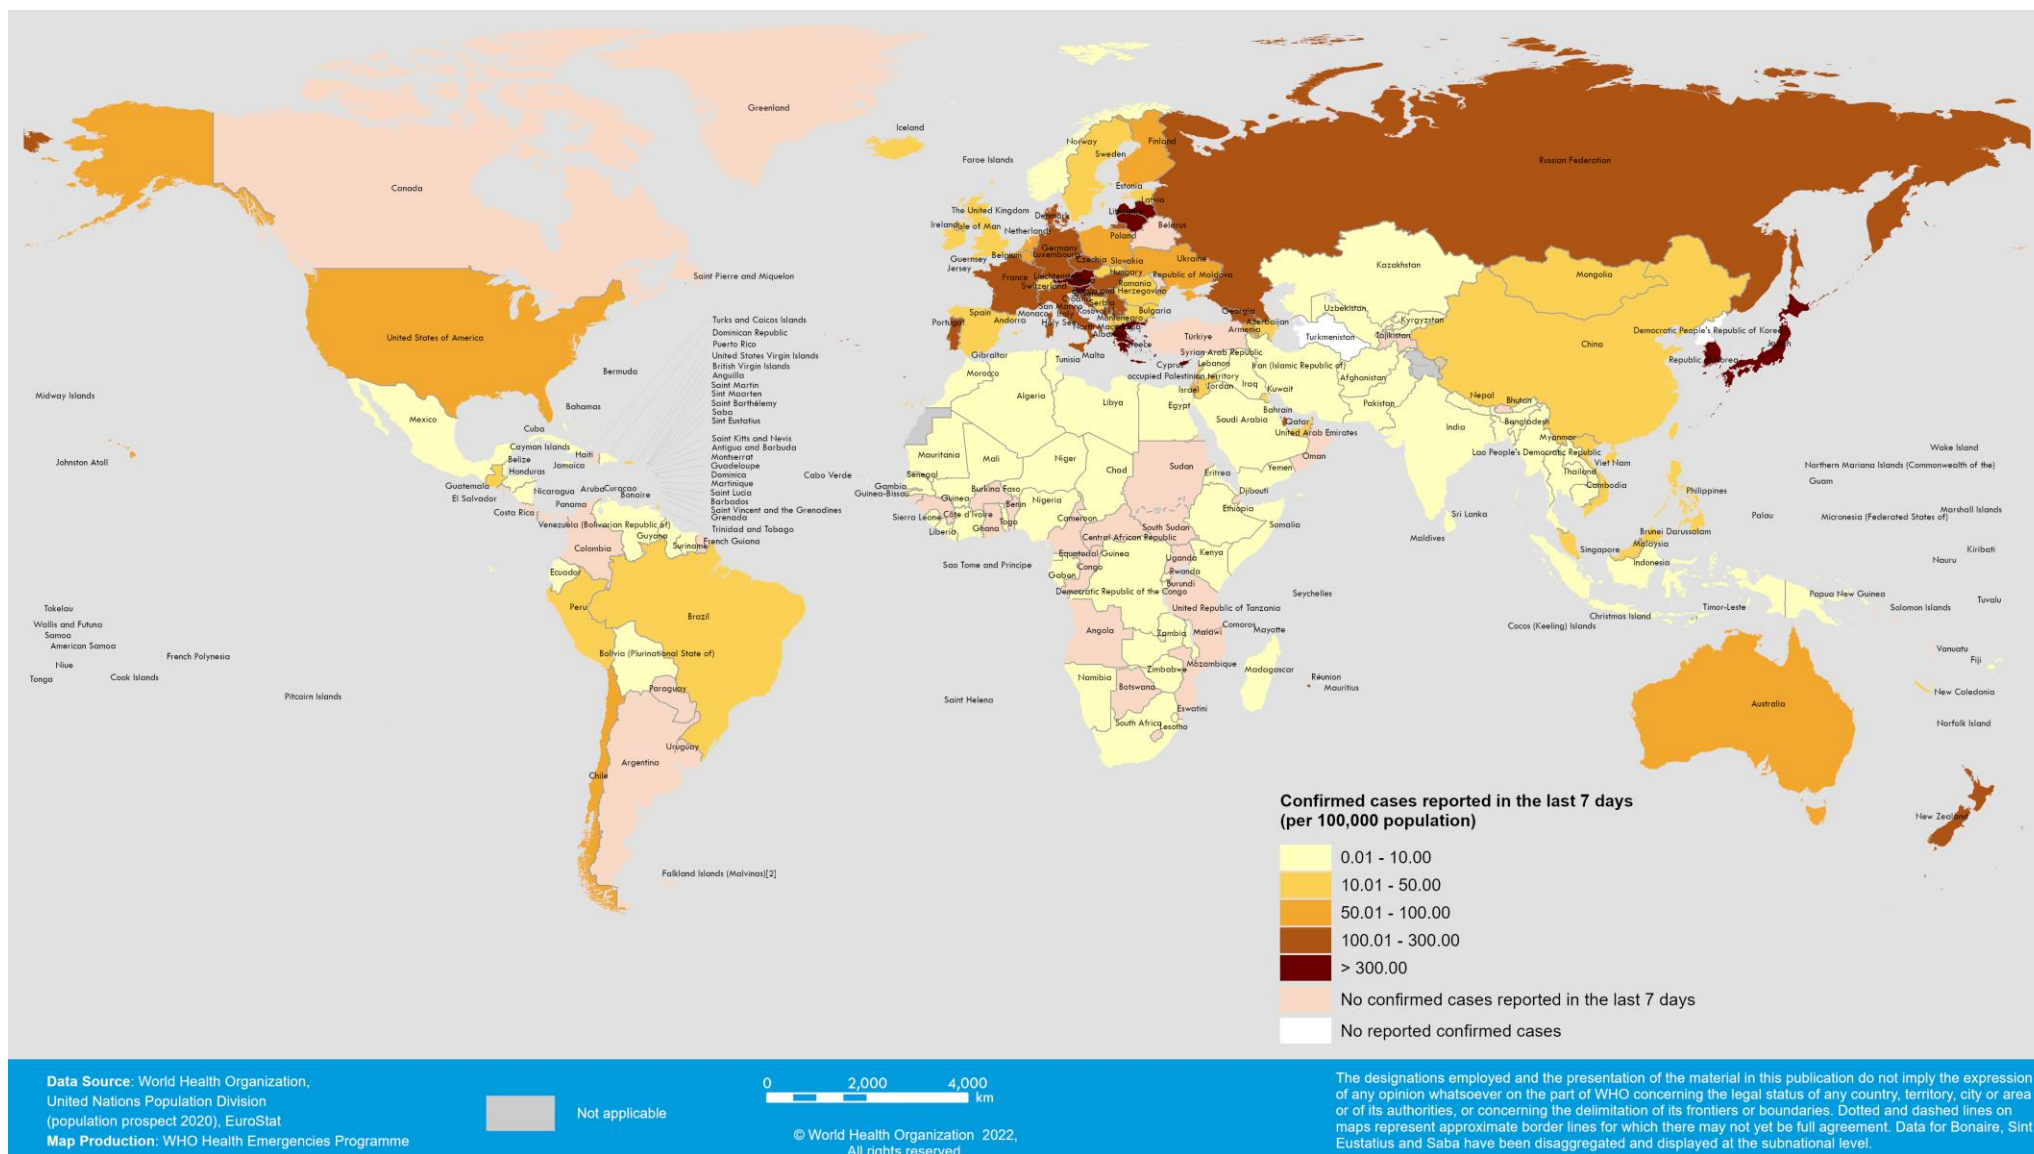 Greenland
Iceland
Faroe Islands
Norway
Sweden
Finland
Russian Federation
Canada
Estonia
Latvia
The United Kingdom
Denmark
Ireland
Isle of Man
Netherlands
Belarus
Poland
Germany
Guernsey
Belgium
Luxembourg
Jersey
Czechia
Slovakia
Ukraine
Kazakhstan
Mongolia
Saint Pierre and Miquelon
France
Hungary
Republic of Moldova
Switzerland
Romania
San Marino
Serbia
Spain
Andorra
Monaco
Italy
Kosovo
Bulgaria
Montenegro
Georgia
Uzbekistan
Portugal
Holy See
Azerbaijan
Kyrgyzstan
Armenia
Democratic People's Republic of Korea
United States of America
Türkiye
Turkmenistan
Tajikistan
China
Turks and Caicos Islands
Dominican Republic
Puerto Rico
United States Virgin Islands
British Virgin Islands
Anguilla
Saint Martin
Sint Maarten
Saint Barthélemy
Saba
Sint Eustatius
Bermuda
Gibraltar
Tunisia
Malta
Greece
Cyprus
Syrian Arab Republic
Lebanon
Iran (Islamic Republic of)
Morocco
occupied Palestinian territory
Israel
Jordan
Iraq
Kuwait
Afghanistan
Midway Islands
Mexico
Bahamas
Algeria
Libya
Egypt
Saudi Arabia
Bahrain
Qatar
Pakistan
Nepal
Bhutan
Cuba
United Arab Emirates
India
Bangladesh
Myanmar
Johnston Atoll
Cayman Islands
Belize
Haiti
Honduras
Jamaica
Saint Kitts and Nevis
Antigua and Barbuda
Montserrat
Guadeloupe
Dominica
Martinique
Saint Lucia
Barbados
Saint Vincent and the Grenadines
Grenada
Trinidad and Tobago
Cabo Verde
Mauritania
Mali
Niger
Chad
Sudan
Eritrea
Yemen
Oman
Lao People's Democratic Republic
Thailand
Viet Nam
Wake Island
Northern Mariana Islands (Commonwealth of the)
Guam
Guatemala
El Salvador
Nicaragua
Aruba
Curaçao
Bonaire
Senegal
Gambia
Guinea-Bissau
Guinea
Burkina Faso
Benin
Nigeria
Djibouti
Cambodia
Philippines
Costa Rica
Panama
Venezuela (Bolivarian Republic of)
Sierra Leone
Côte d'Ivoire
Ghana
Togo
Cameroon
Ethiopia
Somalia
Sri Lanka
Palau
Micronesia (Federated States of)
Marshall Islands
Liberia
South Sudan
Central African Republic
Colombia
Guyana
Suriname
French Guiana
Maldives
Brunei Darussalam
Malaysia
Singapore
Kiribati
Nauru
Ecuador
Sao Tome and Principe
Equatorial Guinea
Gabon
Congo
Uganda
Kenya
Rwanda
Burundi
Democratic Republic of the Congo
Seychelles
Indonesia
Papua New Guinea
Tuvalu
Tokelau
Peru
Brazil
United Republic of Tanzania
Timor-Leste
Christmas Island
Solomon Islands
Wallis and Futuna
Samoa
American Samoa
French Polynesia
Niue
Tonga
Cook Islands
Pitcairn Islands
Bolivia (Plurinational State of)
Angola
Zambia
Malawi
Comoros
Mayotte
Cocos (Keeling) Islands
Vanuatu
Fiji
Paraguay
Namibia
Botswana
Zimbabwe
Mozambique
Madagascar
Réunion
Mauritius
Saint Helena
Eswatini
South Africa
Lesotho
Australia
New Caledonia
Norfolk Island
Uruguay
Argentina
Chile
New Zealand
Falkland Islands (Malvinas)[2]
Confirmed cases reported in the last 7 days
(per 100,000 population)
0.01 - 10.00
10.01 - 50.00
50.01 - 100.00
100.01 - 300.00
> 300.00
No confirmed cases reported in the last 7 days
No reported confirmed cases
Data Source: World Health Organization,
United Nations Population Division
(population prospect 2020), EuroStat
Map Production: WHO Health Emergencies Programme
Not applicable
0 2,000 4,000
km
© World Health Organization 2022,
All rights reserved
The designations employed and the presentation of the material in this publication do not imply the expression
of any opinion whatsoever on the part of WHO concerning the legal status of any country, territory, city or area
or of its authorities, or concerning the delimitation of its frontiers or boundaries. Dotted and dashed lines on
maps represent approximate border lines for which there may not yet be full agreement. Data for Bonaire, Sint
Eustatius and Saba have been disaggregated and displayed at the subnational level.